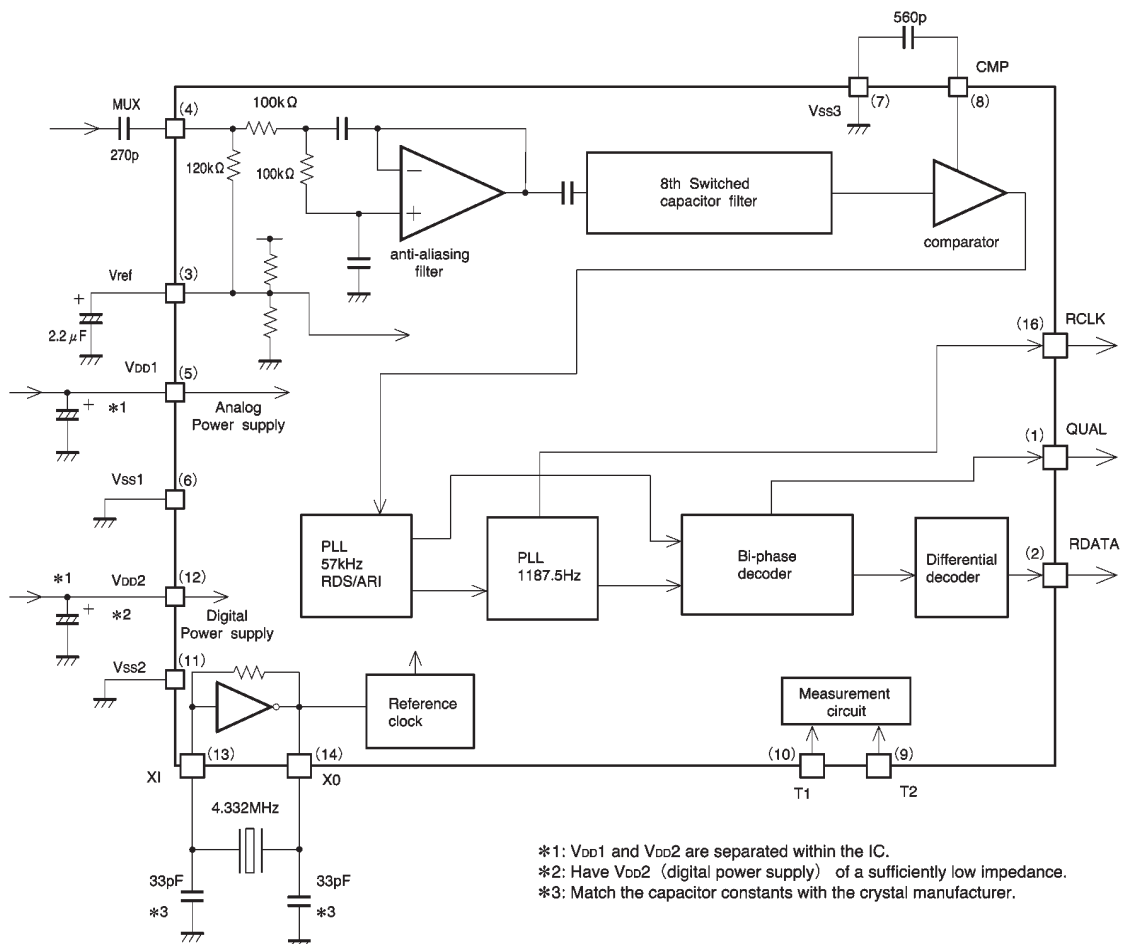 560p
CMP
Vss3
(7)
(8)
MUX
(4)
270p
100kΩ
120kΩ
100kΩ
−
+
anti-aliasing
filter
8th Switched
capacitor filter
comparator
Vref
(3)
+
2.2μF
VDD1
(5)
+
*1
Analog
Power supply
(16)
RCLK
(1)
QUAL
Vss1
(6)
PLL
57kHz
RDS/ARI
PLL
1187.5Hz
Bi-phase
decoder
Differential
decoder
(2)
RDATA
*1
VDD2
(12)
+
*2
Digital
Power supply
Vss2
(11)
Reference
clock
Measurement
circuit
XI
(13)
(14)
X0
(10)
(9)
T1
T2
4.332MHz
33pF
*3
33pF
*3
*1: VDD1 and VDD2 are separated within the IC.
*2: Have VDD2 (digital power supply) of a sufficiently low impedance.
*3: Match the capacitor constants with the crystal manufacturer.